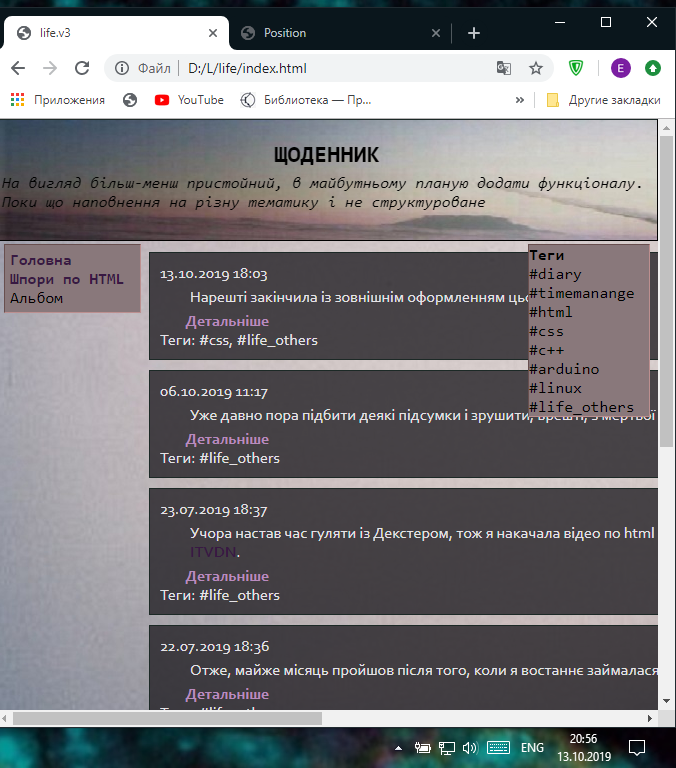 life.v3
Position
Файл
D:/L/life/index.html
E
Приложения
YouTube
Библиотека — Пр...
»
Другие закладки
ЩОДЕННИК
На вигляд більш-менш пристойний, в майбутньому планую додати функціоналу.
Поки що наповнення на різну тематику і не структуроване
Головна
Шпори по HTML
Альбом
13.10.2019 18:03
Нарешті закінчила із зовнішнім оформленням
Детальніше
Теги: #css, #life_others
06.10.2019 11:17
Уже давно пора підбити деякі підсумки і зрушити, врешті, з мертвої
Детальніше
Теги: #life_others
23.07.2019 18:37
Учора настав час гуляти із Декстером, тож я накачала відео по html
ITVDN.
Детальніше
Теги: #life_others
22.07.2019 18:36
Отже, майже місяць пройшов після того, коли я востаннє займалася
Детальніше
Теги
#diary
#timemanange
#html
#css
#c++
#arduino
#linux
#life_others
ENG
20:56
13.10.2019